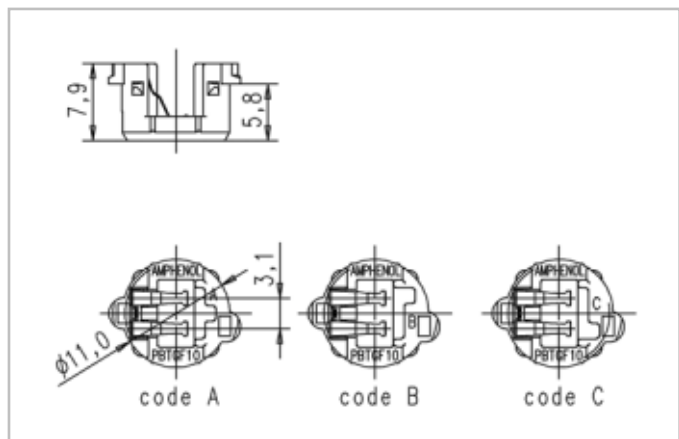 7,9
5,8
AMPHENOL
A
PBTGF10
3,1
ø11,0
code A
AMPHENOL
B
PBTGF10
code B
AMPHENOL
C
PBTGF10
code C